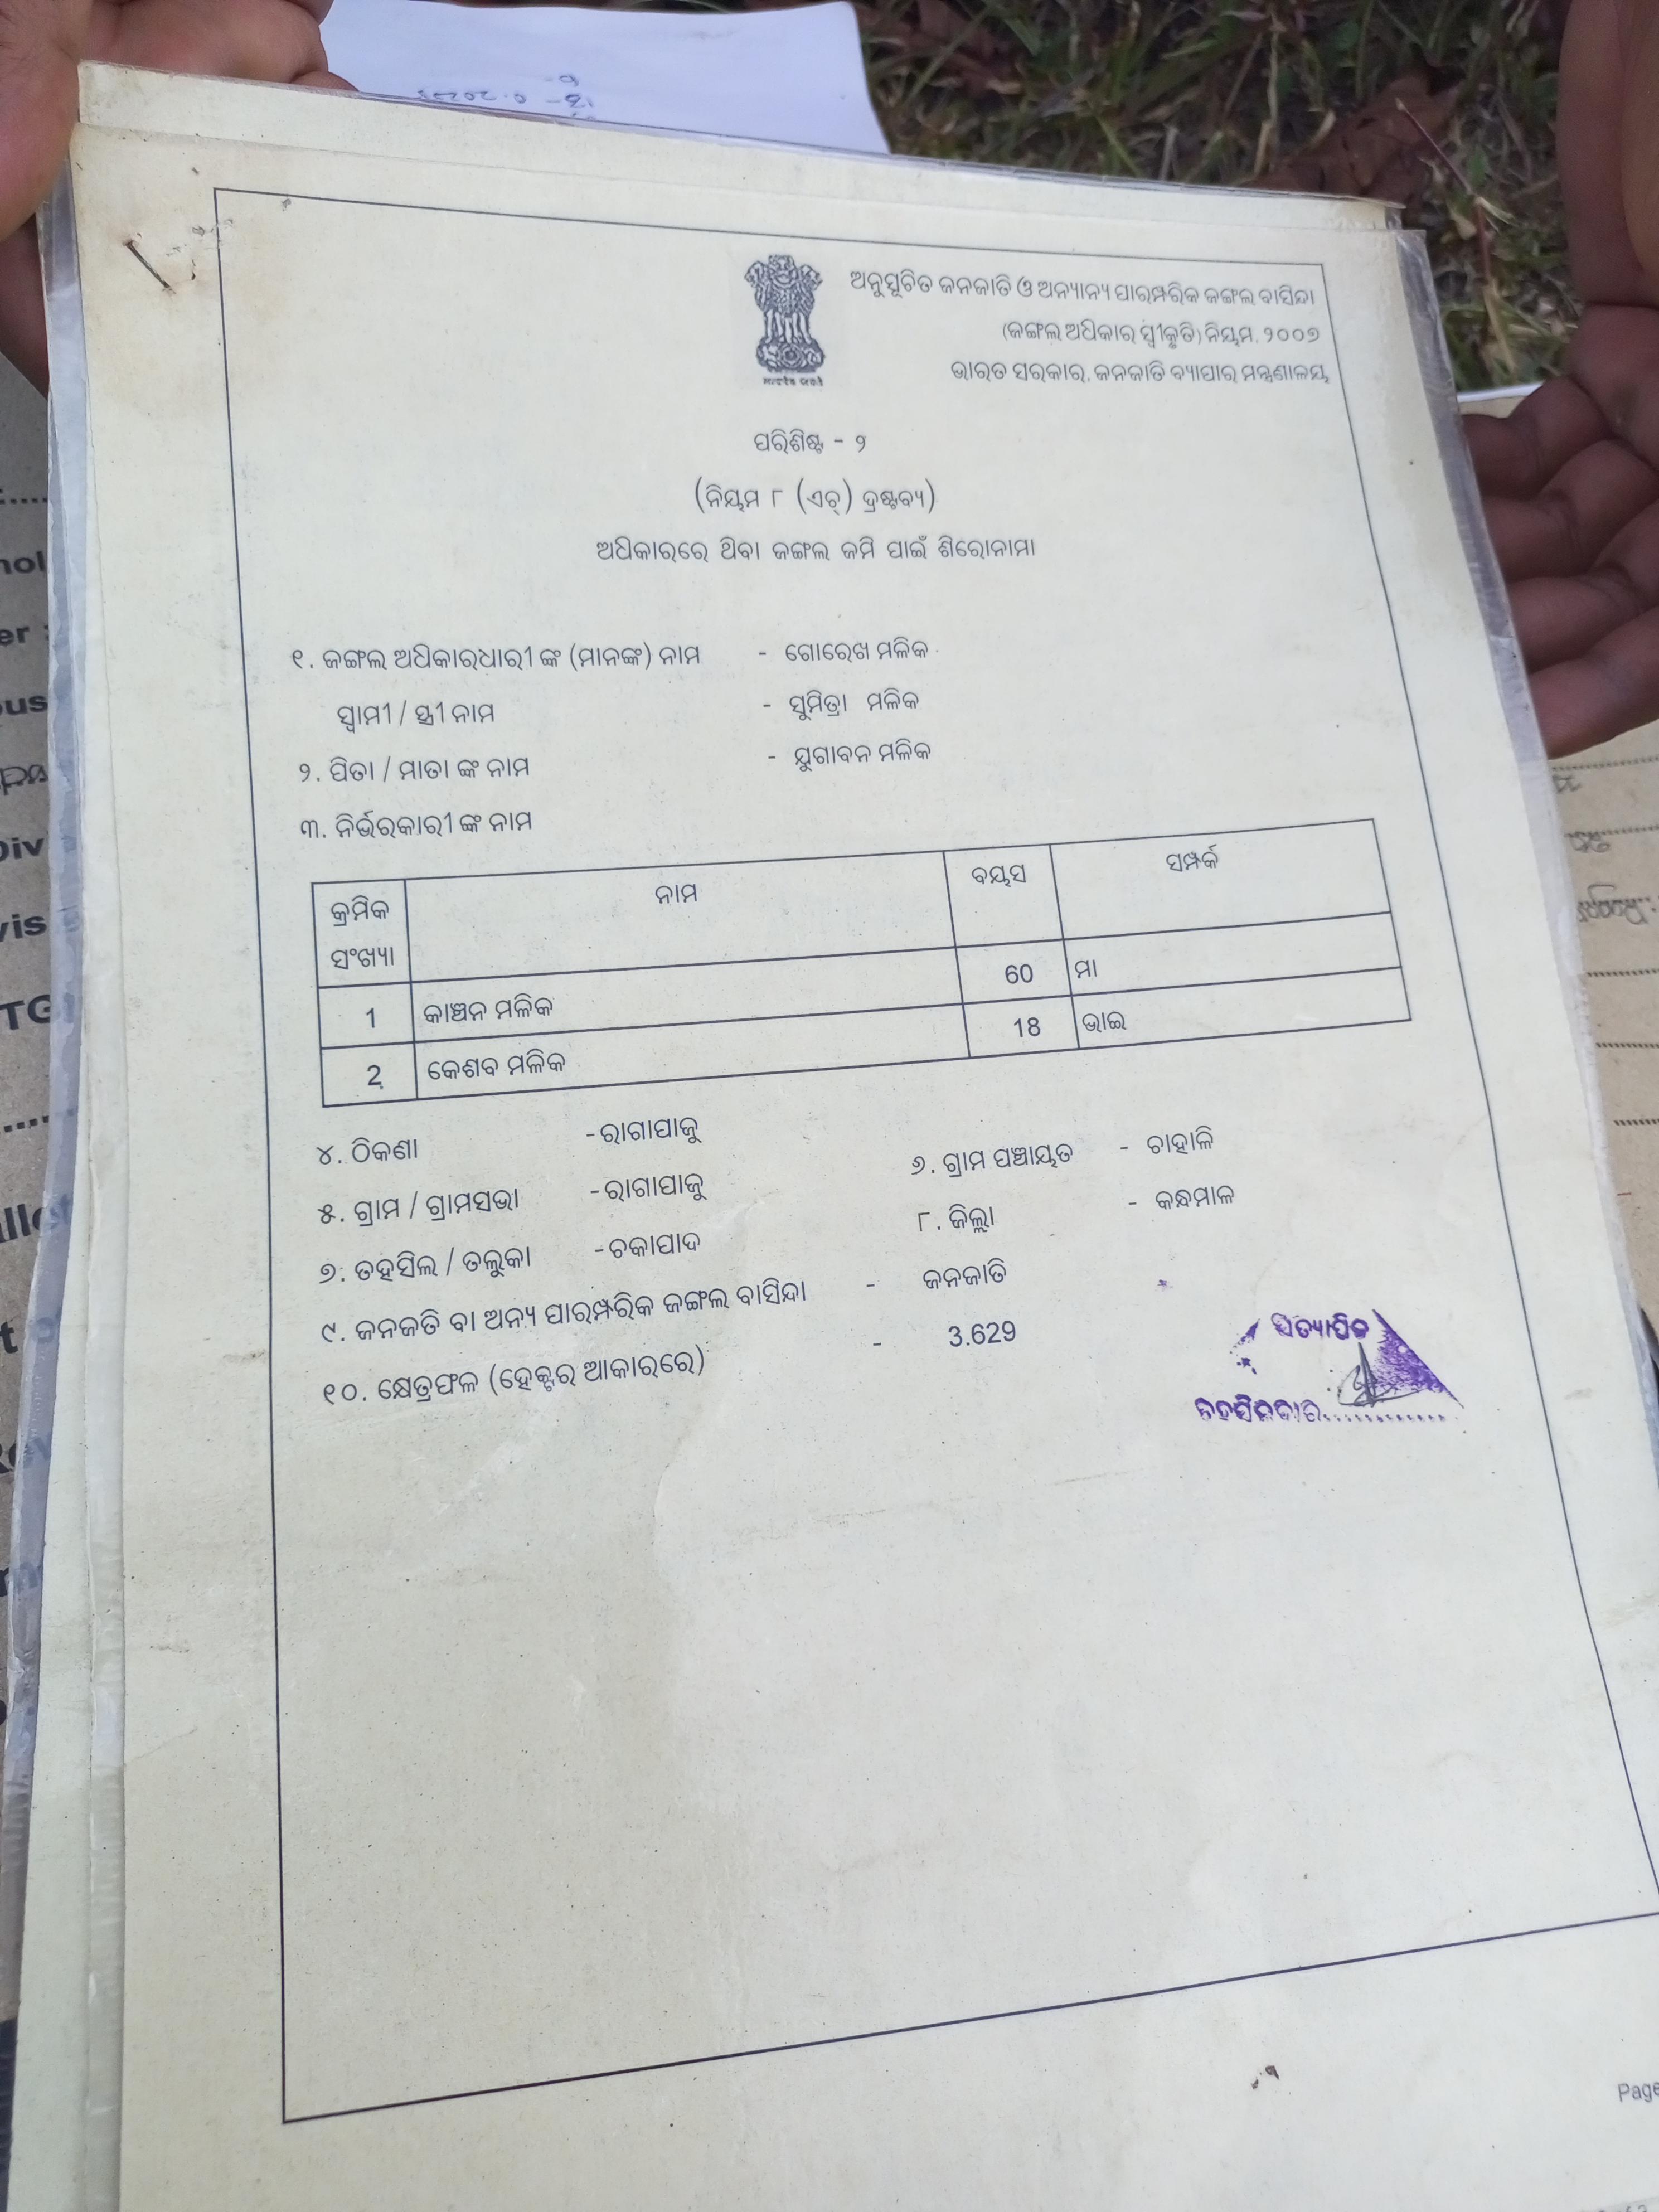 ଅନୁସୂଚିତ ଜନଜାତି ଓ ଅନ୍ୟାନ୍ୟ ପାରମ୍ପରିକ ଜଙ୍ଗଲ ବାସିନ୍ଦା
(ଜଙ୍ଗଲ ଅଧିକାର ସ୍ୱୀକୃତି) ନିୟମ, ୨୦୦୭
ଭାରତ ସରକାର, ଜନଜାତି ବ୍ୟାପାର ମନ୍ତ୍ରଣାଳୟ
ପରିଶିଷ୍ଟ - ୨
(ନିୟମ ୮ (ଏଚ୍) ଦ୍ରଷ୍ଟବ୍ୟ)
ଅଧିକାରରେ ଥିବା ଜଙ୍ଗଲ ଜମି ପାଇଁ ଶିରୋନାମା
୧. ଜଙ୍ଗଲ ଅଧିକାରଧାରୀ ଙ୍କ (ମାନଙ୍କ) ନାମ - ଗୋରେଖ ମଳିକ
ସ୍ୱାମୀ / ସ୍ତ୍ରୀ ନାମ - ସୁମିତ୍ରା ମଳିକ
୨. ପିତା / ମାତା ଙ୍କ ନାମ - ଯୁଗାବନ ମଳିକ
୩. ନିର୍ଭରକାରୀ ଙ୍କ ନାମ
କ୍ରମିକ ସଂଖ୍ୟା ନାମ ବୟସ ସମ୍ପର୍କ
1 କାଞ୍ଚନ ମଳିକ 60 ମା
2 କେଶବ ମଳିକ 18 ଭାଇ
୪. ଠିକଣା -ରାଗାପାଜୁ
୫. ଗ୍ରାମ / ଗ୍ରାମସଭା -ରାଗାପାଜୁ ୬. ଗ୍ରାମ ପଞ୍ଚାୟତ - ଚାହାଳି
୭. ତହସିଲ / ତଲୁକା -ଚକାପାଦ ୮. ଜିଲ୍ଲା - କନ୍ଧମାଳ
୯. ଜନଜତି ବା ଅନ୍ୟ ପାରମ୍ପରିକ ଜଙ୍ଗଲ ବାସିନ୍ଦା - ଜନଜାତି
୧୦. କ୍ଷେତ୍ରଫଳ (ହେକ୍ଟର ଆକାରରେ) - 3.629
ସତ୍ୟାପିତ
ତହସିଲଦାର
Page